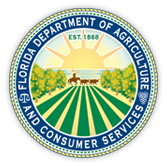 FLORIDA DEPARTMENT OF AGRICULTURE
EST. 1868
AND CONSUMER SERVICES